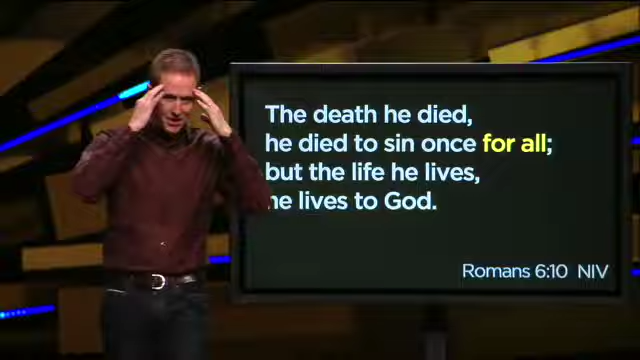 The death he died,
he died to sin once for all;
but the life he lives,
he lives to God.
Romans 6:10 NIV